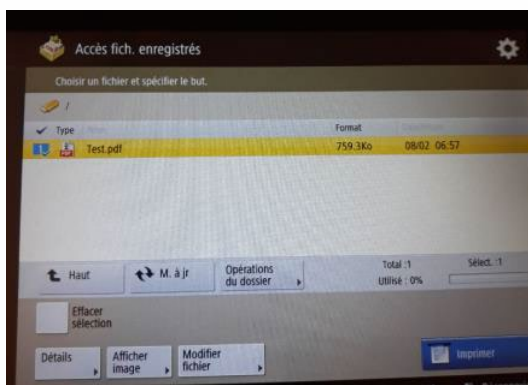 Accès fich. enregistrés
Choisir un fichier et spécifier le but.
/
Type Format
1 PDF Test.pdf 759.3Ko 08/02 06:57
Haut M. à jr Opérations du dossier Total :1 Sélect. :1
Utilisé : 0%
Effacer
sélection
Détails Afficher image Modifier fichier Imprimer